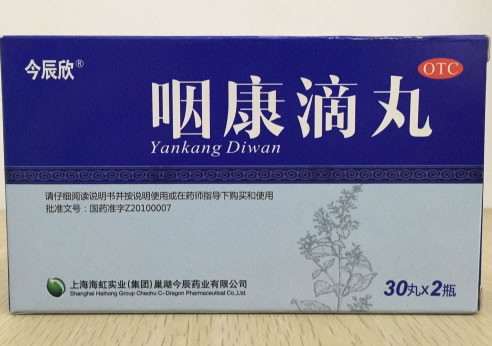 今辰欣®
OTC
咽康滴丸
Yankang Diwan
请仔细阅读说明书并按说明使用或在药师指导下购买和使用
批准文号：国药准字Z20100007
上海海虹实业(集团)巢湖今辰药业有限公司
Shanghai Haihong Group Chaohu C-Dragon Pharmaceutical Co.,Ltd.
30丸×2瓶